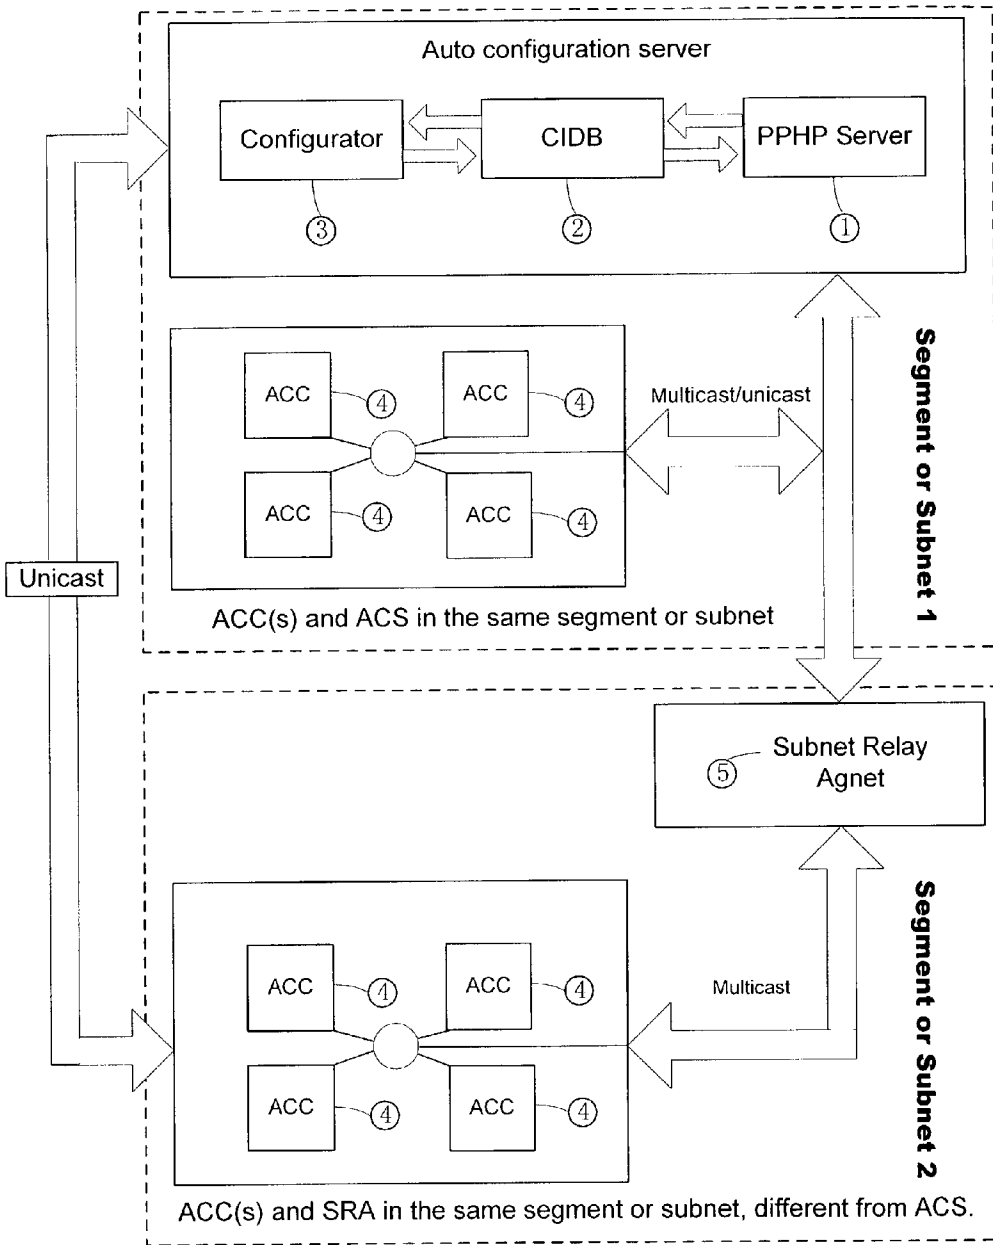 Auto configuration server
Configurator
CIDB
PPHP Server
③
②
①
ACC
④
ACC
④
ACC
④
ACC
④
Multicast/unicast
Segment or Subnet 1
ACC(s) and ACS in the same segment or subnet
Unicast
⑤
Subnet Relay
Agnet
ACC
④
ACC
④
ACC
④
ACC
④
Multicast
Segment or Subnet 2
ACC(s) and SRA in the same segment or subnet, different from ACS.